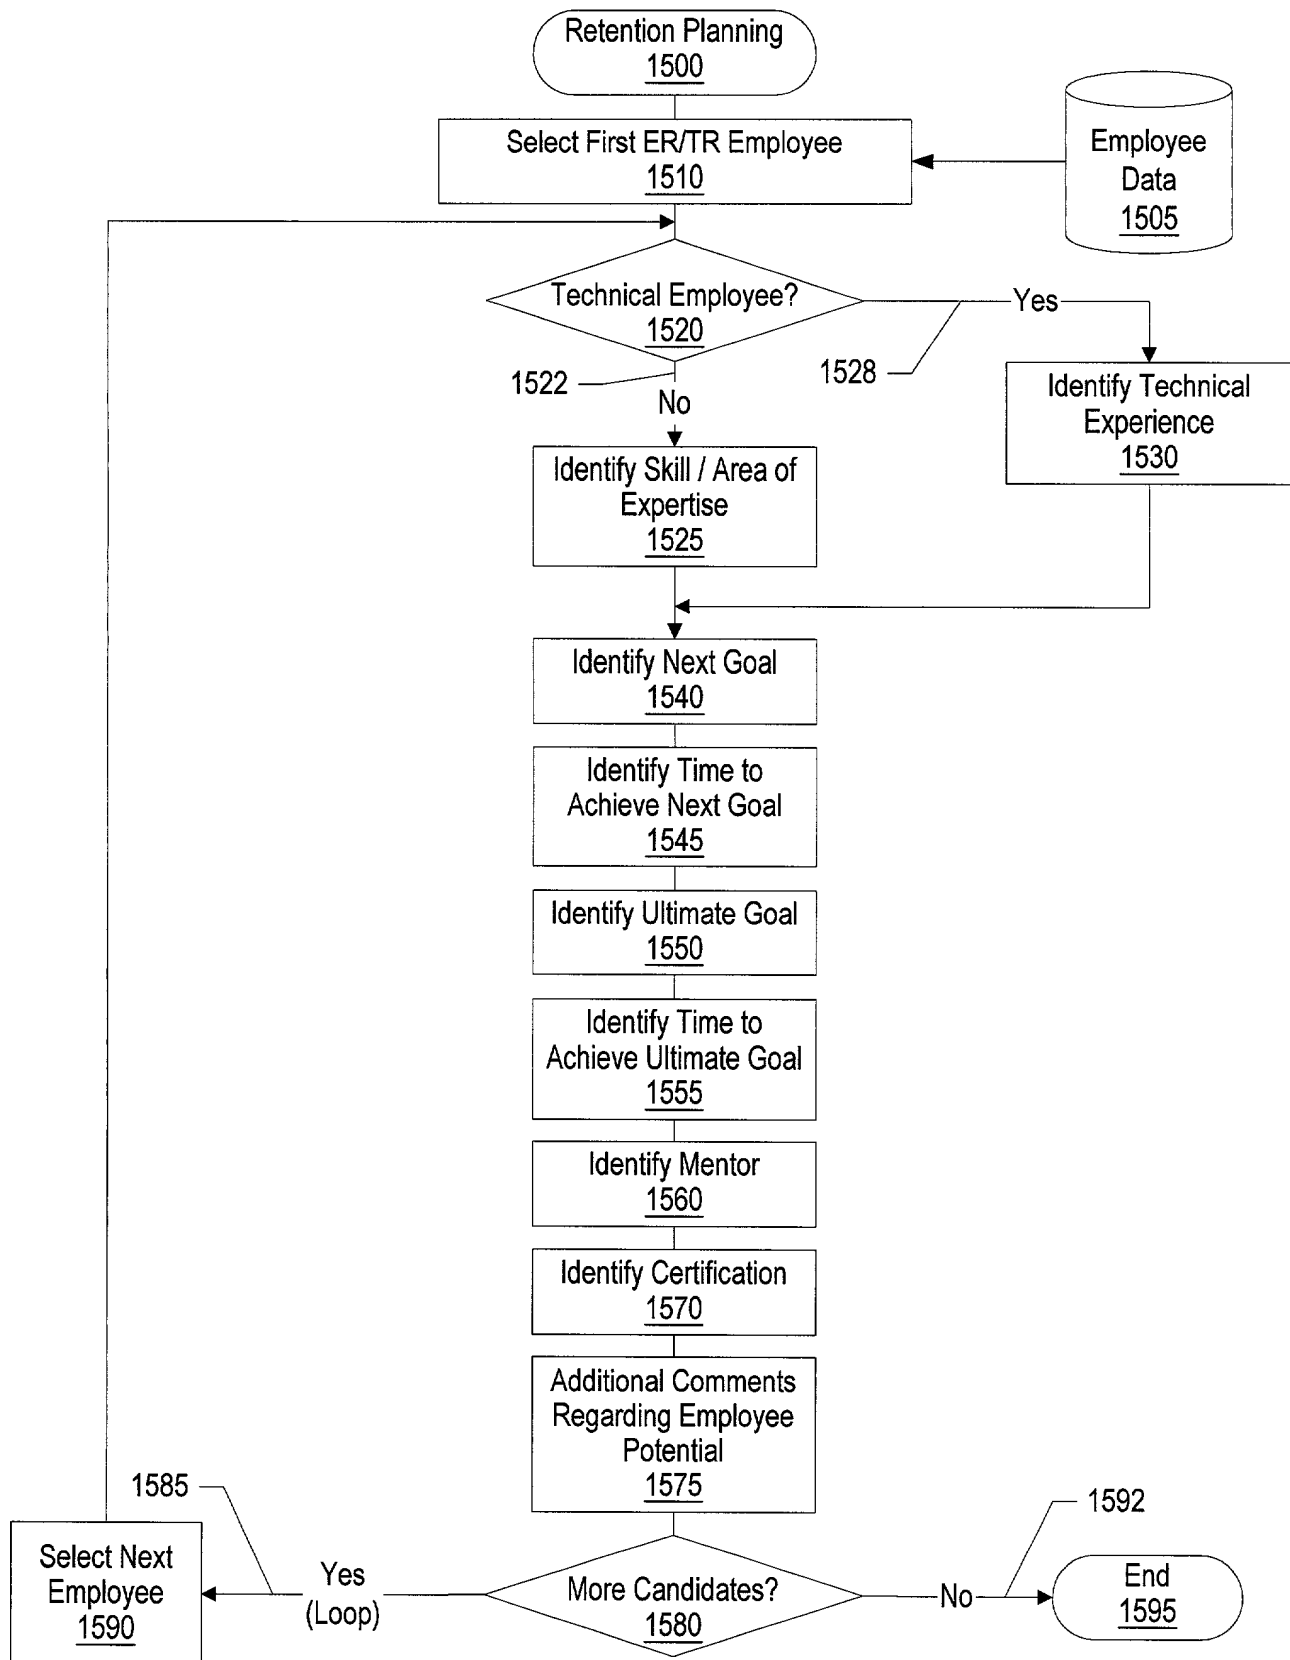 Retention Planning
1500
Select First ER/TR Employee
1510
Employee
Data
1505
Technical Employee?
1520
Yes
1528
1522
No
Identify Technical
Experience
1530
Identify Skill / Area of
Expertise
1525
Identify Next Goal
1540
Identify Time to
Achieve Next Goal
1545
Identify Ultimate Goal
1550
Identify Time to
Achieve Ultimate Goal
1555
Identify Mentor
1560
Identify Certification
1570
Additional Comments
Regarding Employee
Potential
1575
1585
1592
Select Next
Employee
1590
Yes
(Loop)
More Candidates?
1580
No
End
1595